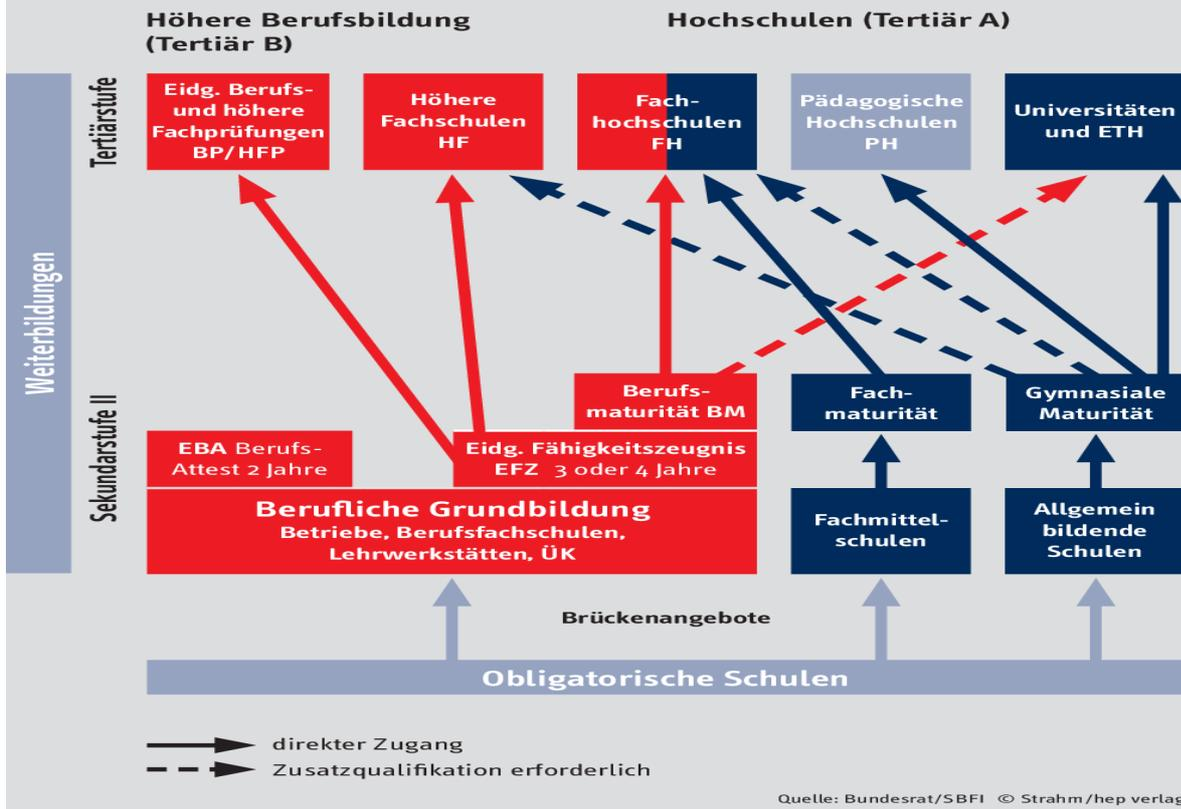 Höhere Berufsbildung
(Tertiär B)
Hochschulen (Tertiär A)
Weiterbildungen
Tertiärstufe
Eidg. Berufs-
und höhere
Fachprüfungen
BP/HFP
Höhere
Fachschulen
HF
Fach-
hochschulen
FH
Pädagogische
Hochschulen
PH
Universitäten
und ETH
Sekundarstufe II
Berufs-
maturität BM
Fach-
maturität
Gymnasiale
Maturität
EBA Berufs-
Attest 2 Jahre
Eidg. Fähigkeitszeugnis
EFZ 3 oder 4 Jahre
Berufliche Grundbildung
Betriebe, Berufsfachschulen,
Lehrwerkstätten, ÜK
Fachmittel-
schulen
Allgemein
bildende
Schulen
Brückenangebote
Obligatorische Schulen
direkter Zugang
Zusatzqualifikation erforderlich
Quelle: Bundesrat/SBFI © Strahm/hep verlag